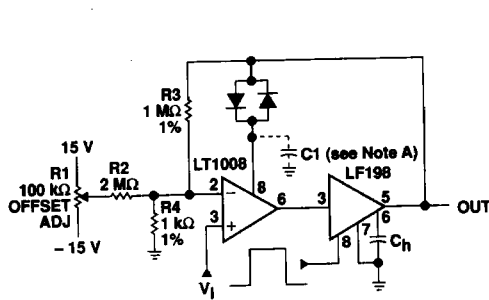 R3
1 MΩ
1%
C1 (see Note A)
15 V
R1
100 kΩ
OFFSET
ADJ
– 15 V
R2
2 MΩ
R4
1 kΩ
1%
LT1008
2
3
8
6
–
+
LF198
3
5
6
7
8
OUT
Ch
Vi